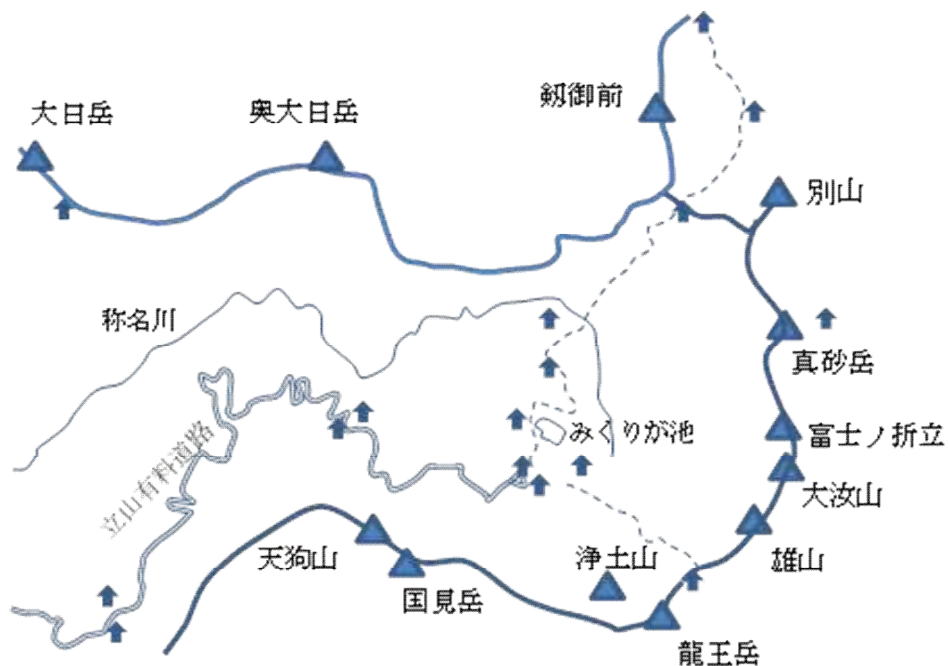 剱御前
大日岳
奥大日岳
別山
称名川
真砂岳
みくりが池
富士ノ折立
立山有料道路
大汝山
天狗山
浄土山
雄山
国見岳
龍王岳